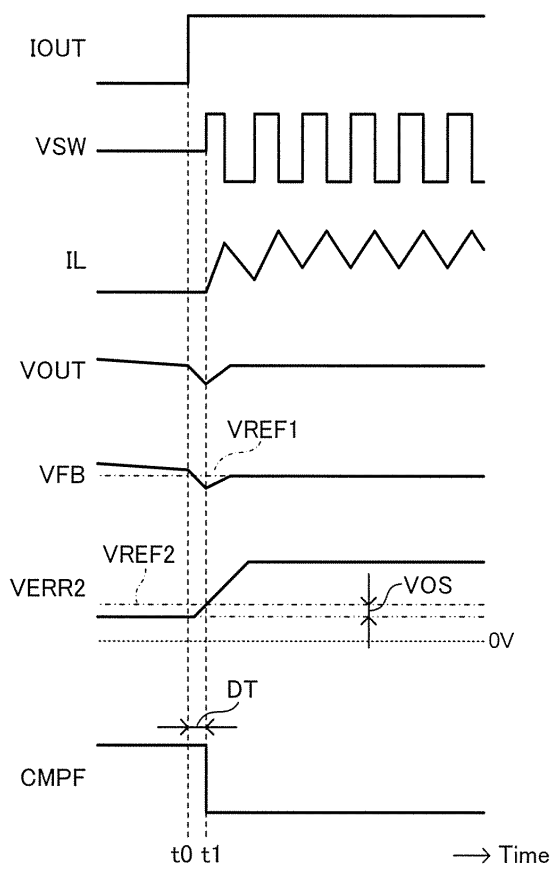 IOUT
VSW
IL
VOUT
VREF1
VFB
VREF2
VERR2
VOS
0V
DT
CMPF
t0 t1
Time